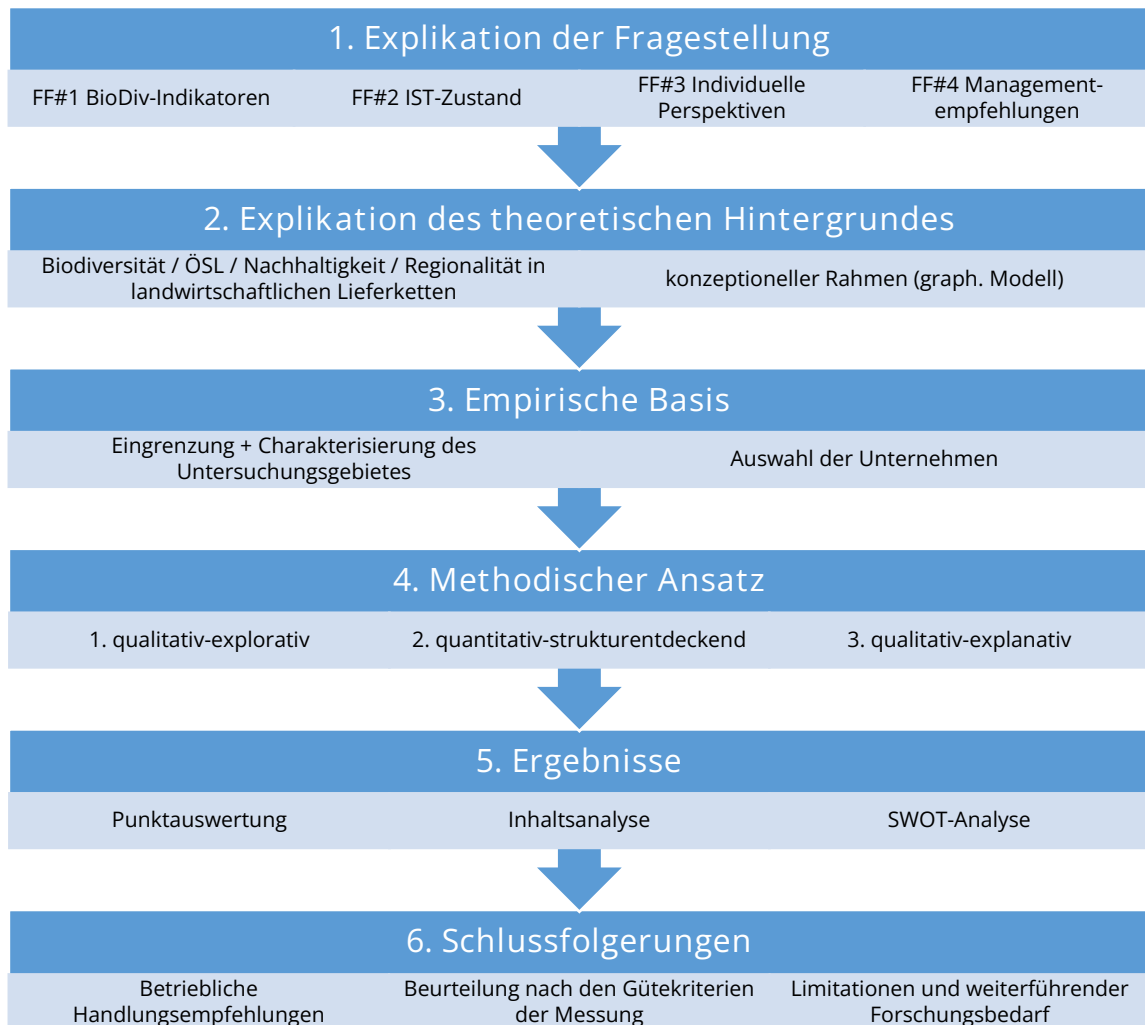 1. Explikation der Fragestellung
FF#1 BioDiv-Indikatoren
FF#2 IST-Zustand
FF#3 Individuelle
Perspektiven
FF#4 Management-
empfehlungen
2. Explikation des theoretischen Hintergrundes
Biodiversität / ÖSL / Nachhaltigkeit / Regionalität in
landwirtschaftlichen Lieferketten
konzeptioneller Rahmen (graph. Modell)
3. Empirische Basis
Eingrenzung + Charakterisierung des
Untersuchungsgebietes
Auswahl der Unternehmen
4. Methodischer Ansatz
1. qualitativ-explorativ
2. quantitativ-strukturentdeckend
3. qualitativ-explanativ
5. Ergebnisse
Punktauswertung
Inhaltsanalyse
SWOT-Analyse
6. Schlussfolgerungen
Betriebliche
Handlungsempfehlungen
Beurteilung nach den Gütekriterien
der Messung
Limitationen und weiterführender
Forschungsbedarf